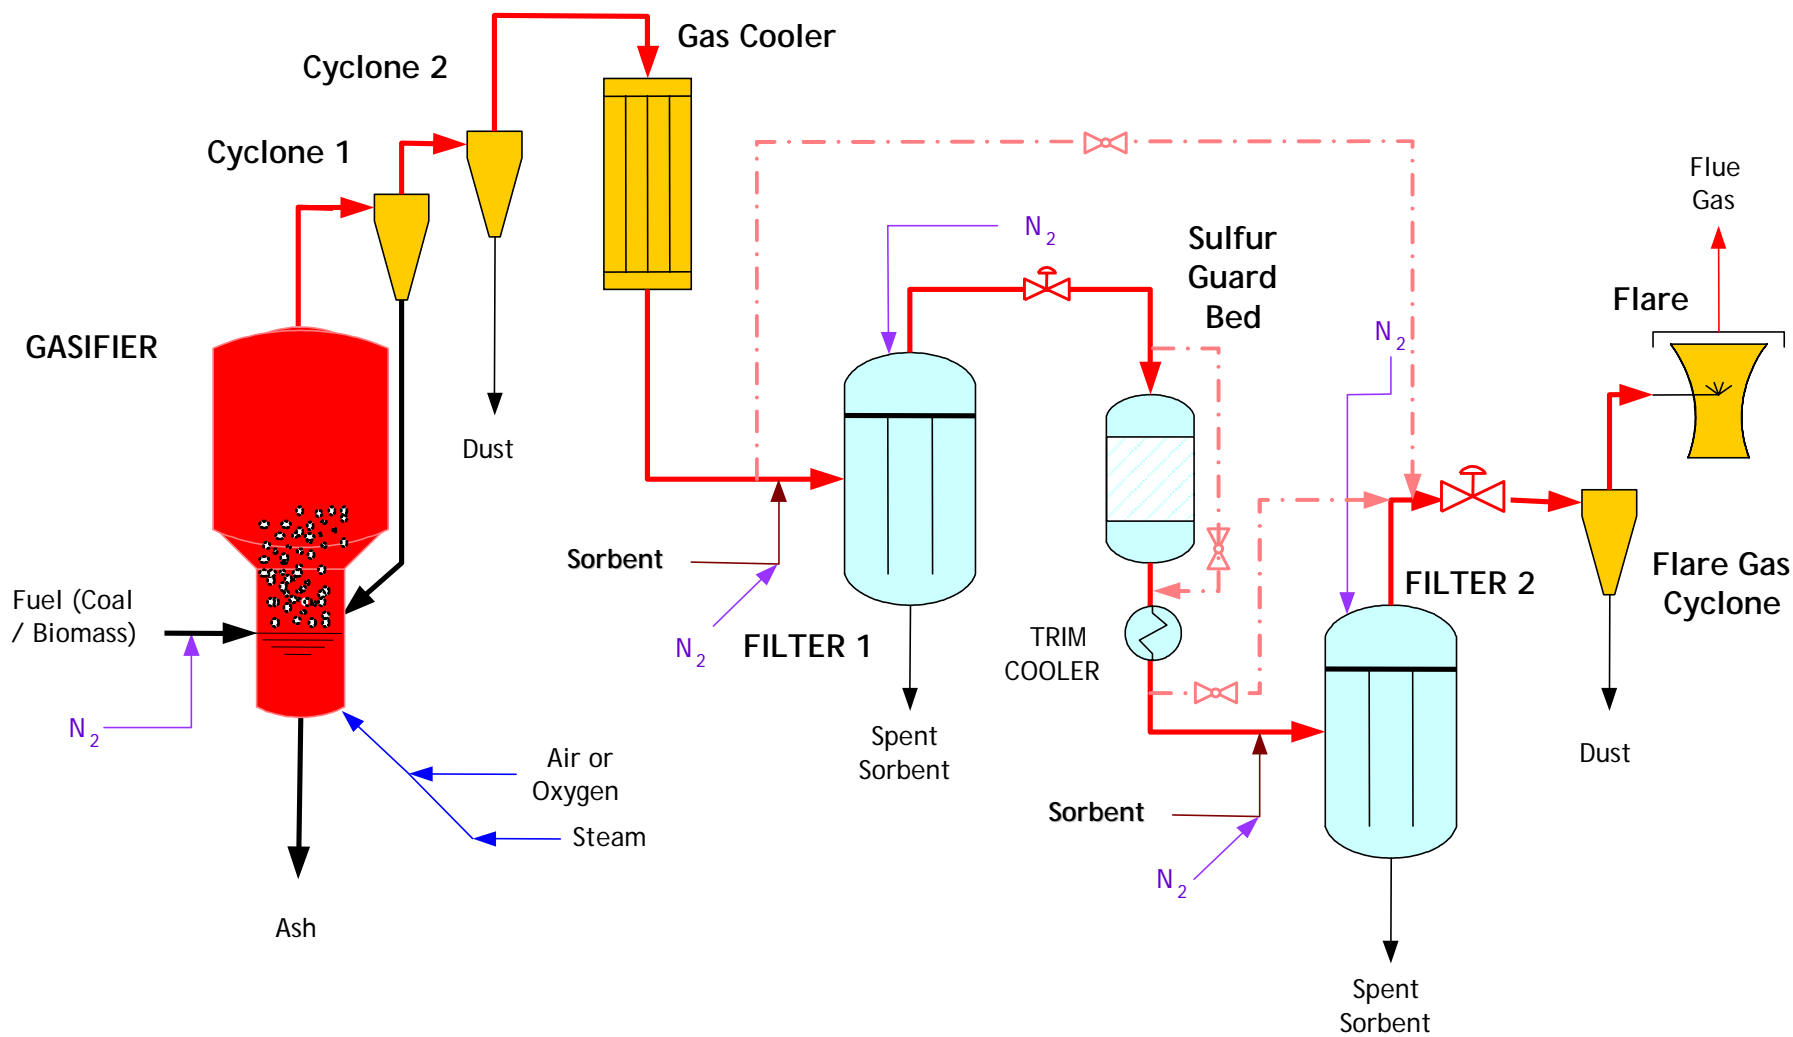 Gas Cooler
Cyclone 2
Cyclone 1
Flue
Gas
N2
Sulfur
Guard
Bed
Flare
GASIFIER
N2
Dust
Sorbent
Fuel (Coal
/ Biomass)
N2
FILTER 1
TRIM
COOLER
FILTER 2
Flare Gas
Cyclone
N2
Air or
Oxygen
Steam
Spent
Sorbent
Dust
Sorbent
N2
Ash
Spent
Sorbent